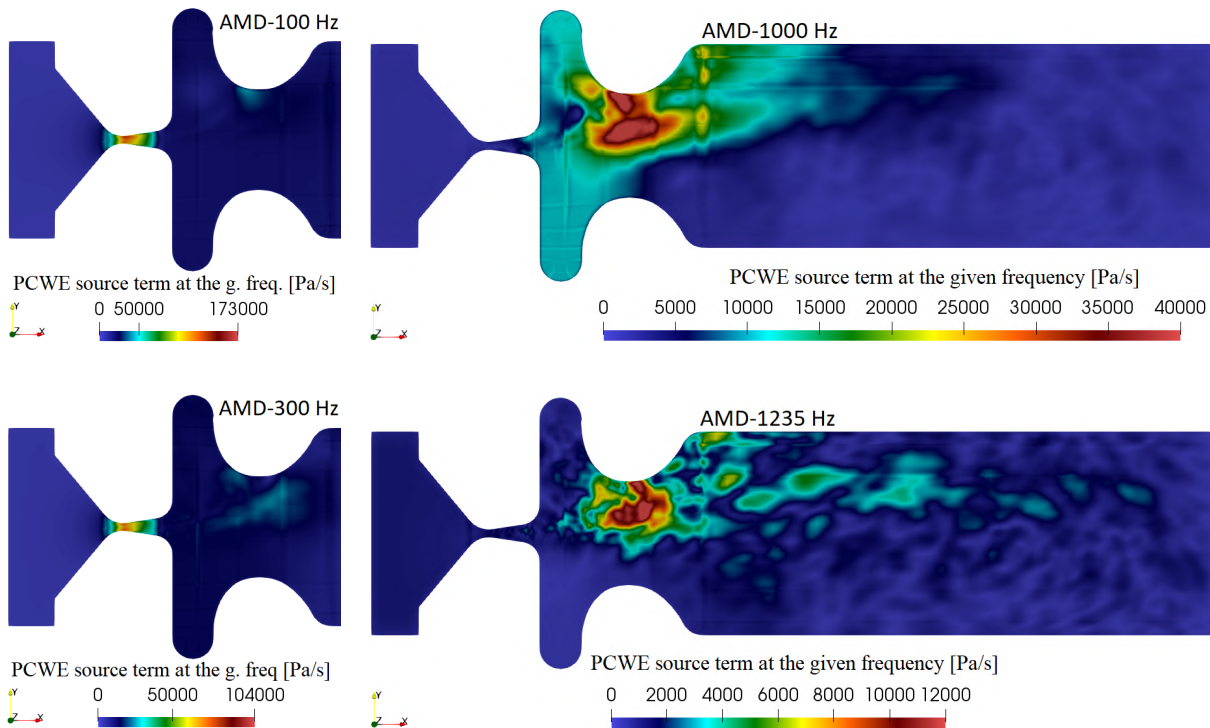 AMD-100 Hz
PCWE source term at the g. freq. [Pa/s]
0 50000 173000
Y
Z X
AMD-1000 Hz
PCWE source term at the given frequency [Pa/s]
0 5000 10000 15000 20000 25000 30000 35000 40000
Y
Z X
AMD-300 Hz
PCWE source term at the g. freq [Pa/s]
0 50000 104000
Y
Z X
AMD-1235 Hz
PCWE source term at the given frequency [Pa/s]
0 2000 4000 6000 8000 10000 12000
Y
Z X